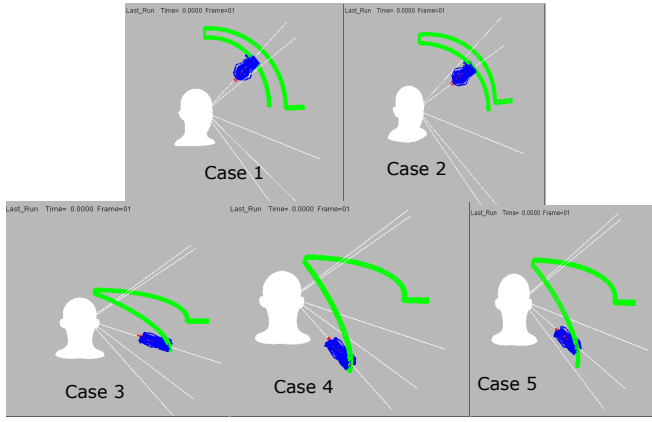 Last_Run Time= 0.0000 Frame=01
Last_Run Time= 0.0000 Frame=01
Case 1
Case 2
Last_Run Time= 0.0000 Frame=01
Last_Run Time= 0.0000 Frame=01
Last_Run Time= 0.0000 Frame=01
Case 3
Case 4
Case 5